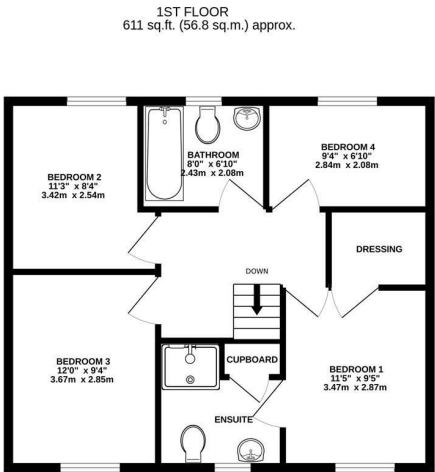 1ST FLOOR
611 sq.ft. (56.8 sq.m.) approx.
BATHROOM
8'0" x 6'10"
2.43m x 2.08m
BEDROOM 4
9'4" x 6'10"
2.84m x 2.08m
BEDROOM 2
11'3" x 8'4"
3.42m x 2.54m
DRESSING
DOWN
BEDROOM 3
12'0" x 9'4"
3.67m x 2.85m
CUPBOARD
BEDROOM 1
11'5" x 9'5"
3.47m x 2.87m
ENSUITE